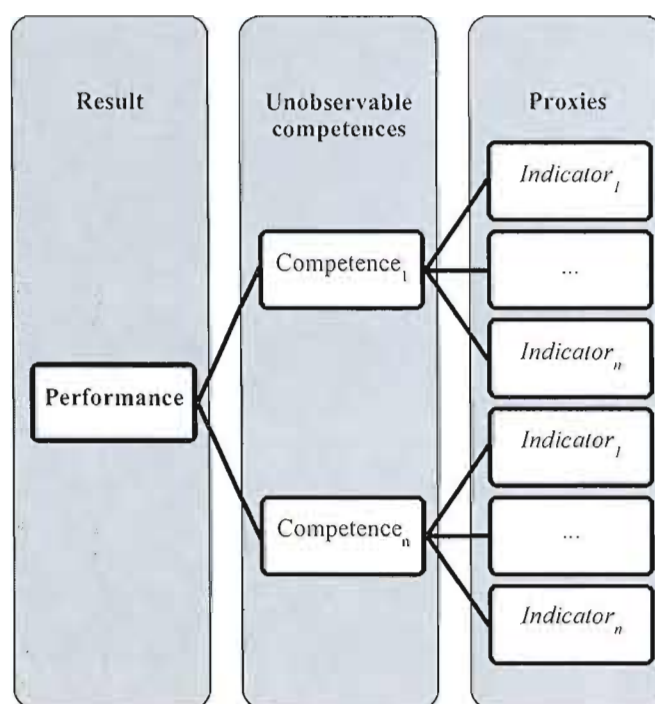 Result
Unobservable
competences
Proxies
Indicator₁
Competence₁
...
Indicatorₙ
Performance
Indicator₁
Competenceₙ
...
Indicatorₙ